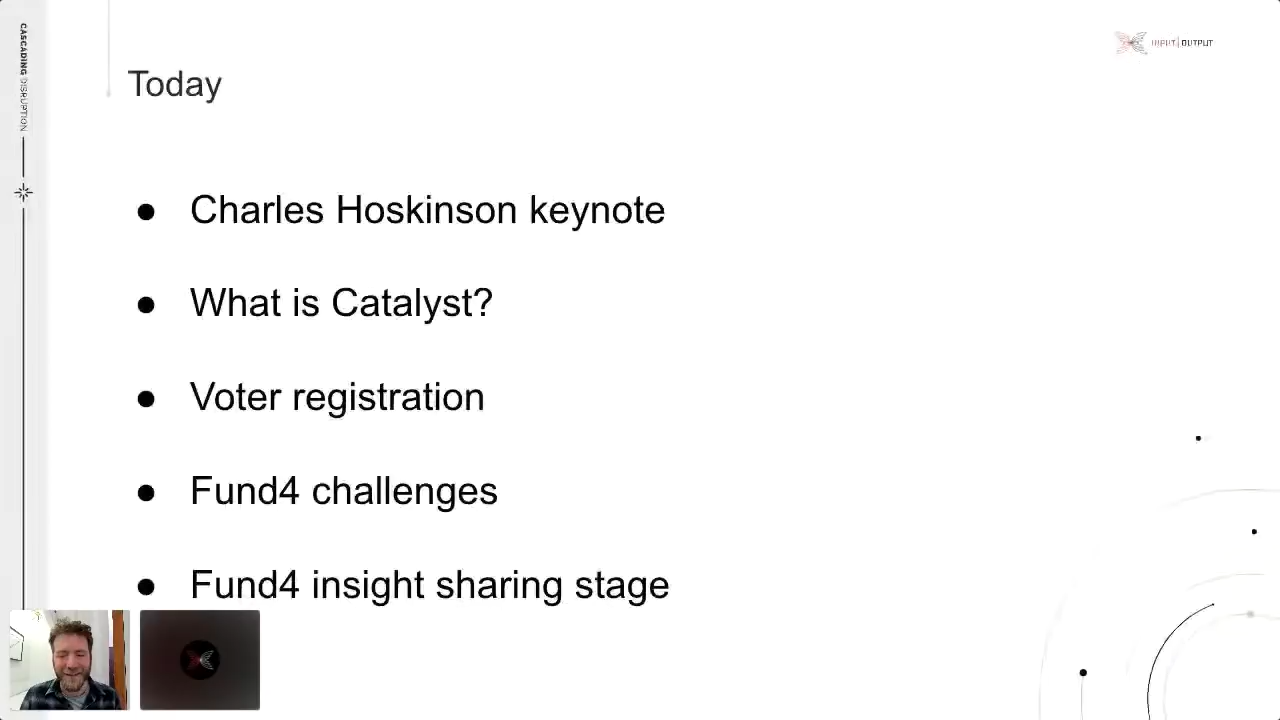 CASCADING DISRUPTION
INPUT|OUTPUT
Today
● Charles Hoskinson keynote
● What is Catalyst?
● Voter registration
● Fund4 challenges
● Fund4 insight sharing stage